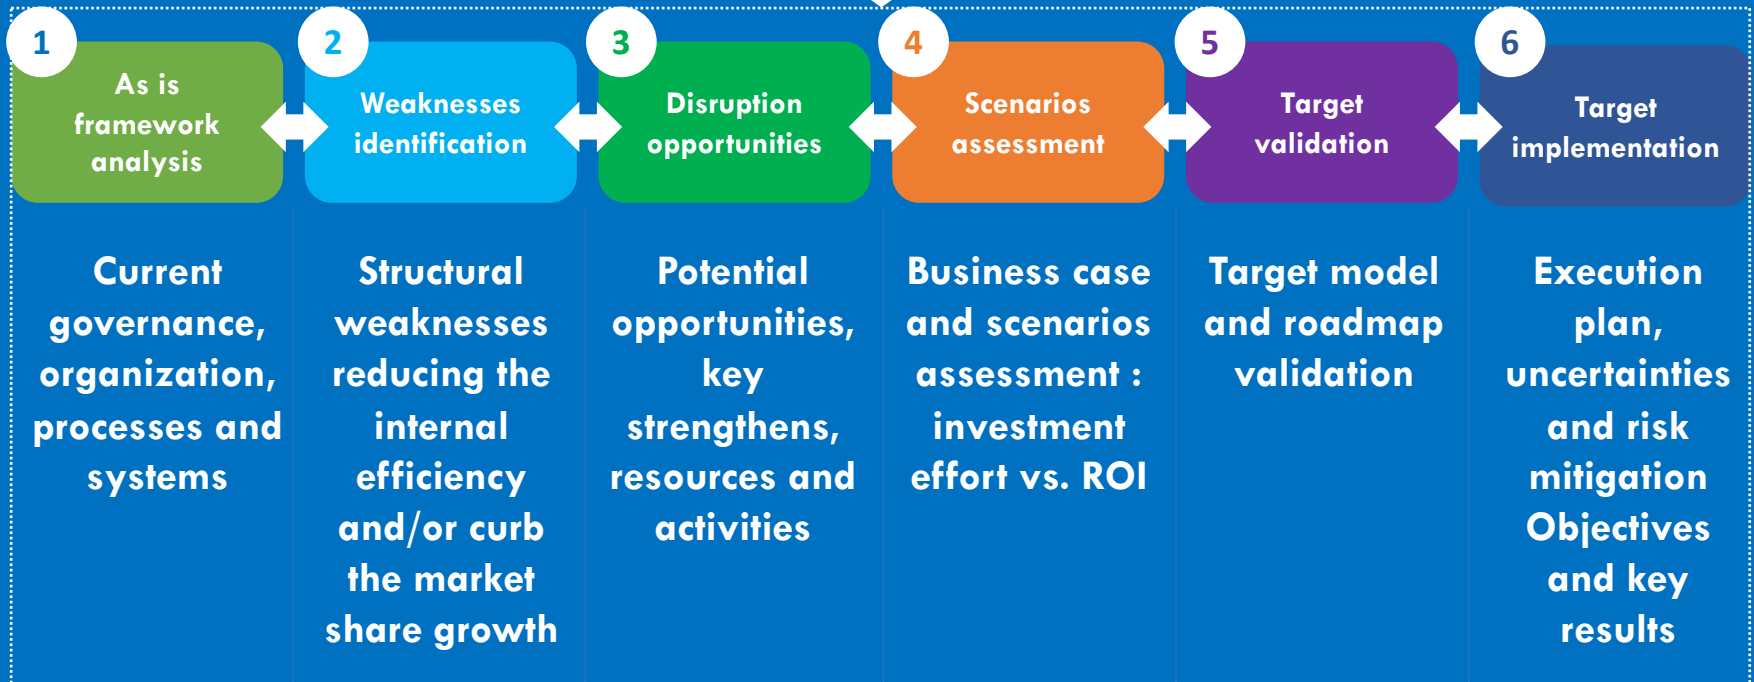 1
As is
framework
analysis
2
Weaknesses
identification
3
Disruption
opportunities
4
Scenarios
assessment
5
Target
validation
6
Target
implementation
Current
governance,
organization,
processes and
systems
Structural
weaknesses
reducing the
internal
efficiency
and/or curb
the market
share growth
Potential
opportunities,
key
strengthens,
resources and
activities
Business case
and scenarios
assessment :
investment
effort vs. ROI
Target model
and roadmap
validation
Execution
plan,
uncertainties
and risk
mitigation
Objectives
and key
results